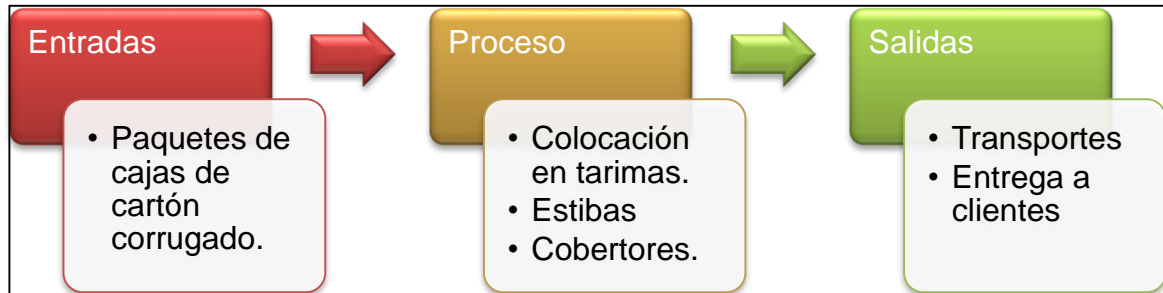 Entradas
• Paquetes de
cajas de
cartón
corrugado.
Proceso
• Colocación
en tarimas.
• Estibas
• Cobertores.
Salidas
• Transportes
• Entrega a
clientes